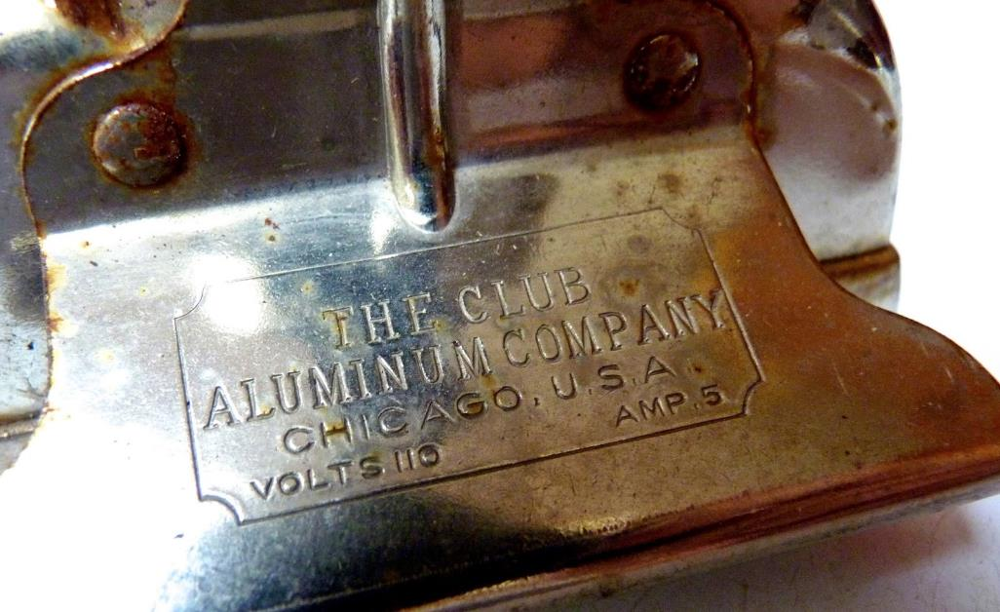 THE CLUB
ALUMINUM COMPANY
CHICAGO, U.S.A.
VOLTS 110 AMP. 5